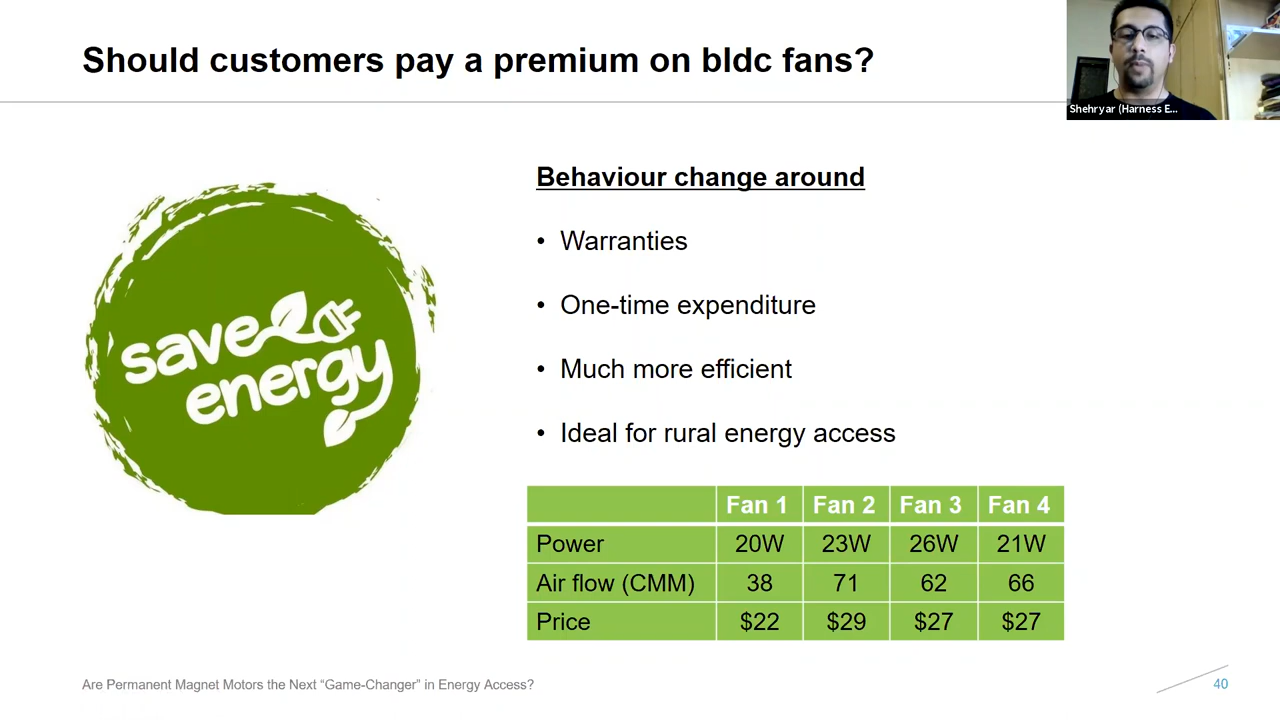 Should customers pay a premium on bldc fans?
Shehryar (Harness E...
save
energy
Behaviour change around
• Warranties
• One-time expenditure
• Much more efficient
• Ideal for rural energy access
Fan 1 Fan 2 Fan 3 Fan 4
Power 20W 23W 26W 21W
Air flow (CMM) 38 71 62 66
Price $22 $29 $27 $27
Are Permanent Magnet Motors the Next “Game-Changer” in Energy Access?
40